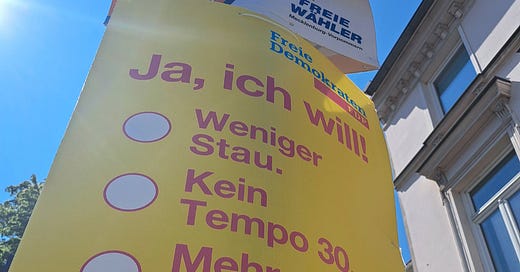 FREIE
WÄHLER
Mecklenburg-Vorpommern
Freie
Demokraten
FDP
Ja, ich will!
Weniger
Stau.
Kein
Tempo 30.
Mehr